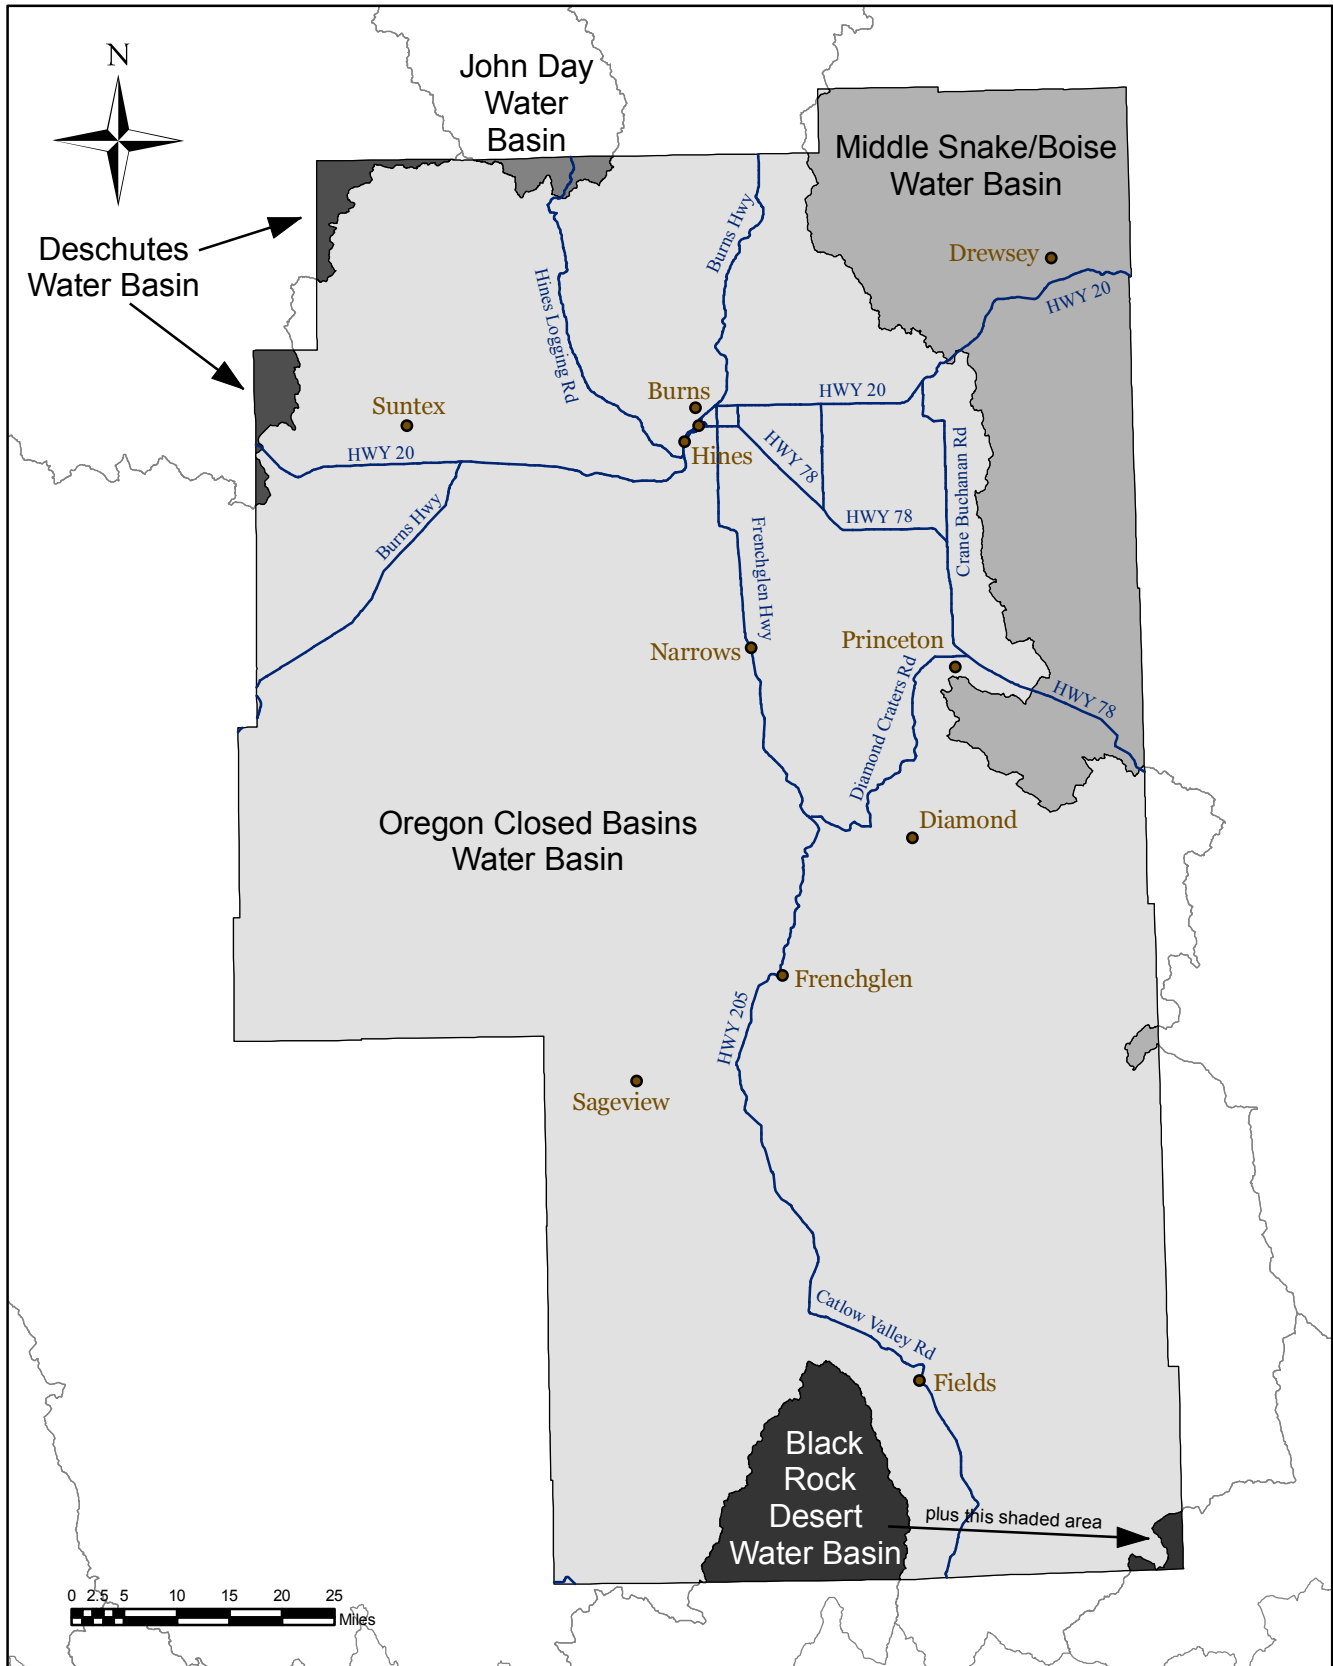 N
John Day
Water
Basin
Middle Snake/Boise
Water Basin
Deschutes
Water Basin
Drewsey
HWY 20
Burns Hwy
Hines Logging Rd
Burns
HWY 20
Suntex
HWY 20
Hines
HWY 78
HWY 78
Crane Buchanan Rd
Burns Hwy
Frenchglen Hwy
Narrows
Princeton
HWY 78
Diamond Craters Rd
Oregon Closed Basins
Water Basin
Diamond
Frenchglen
HWY 205
Sageview
Catlow Valley Rd
Fields
Black
Rock
Desert
Water Basin
plus this shaded area
0 2.5 5 10 15 20 25
Miles